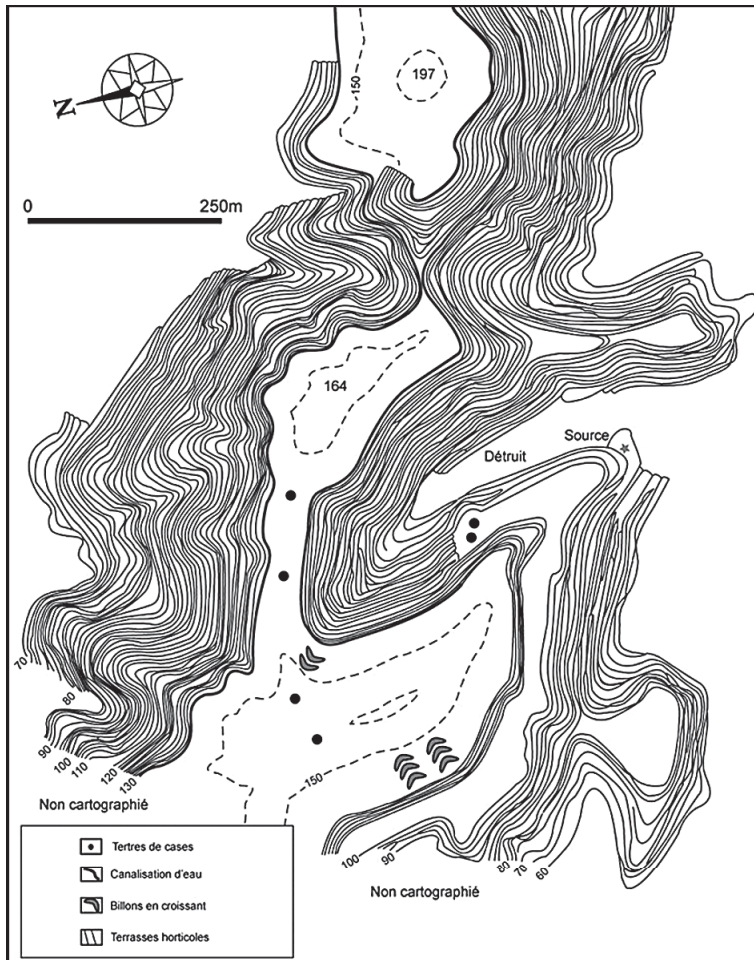 197
150
N
0 250m
164
Source
Détruit
70
80
90
100
110
120
130
150
Non cartographié
100
90
80
70
60
Non cartographié
Tertres de cases
Canalisation d'eau
Billons en croissant
Terrasses horticoles